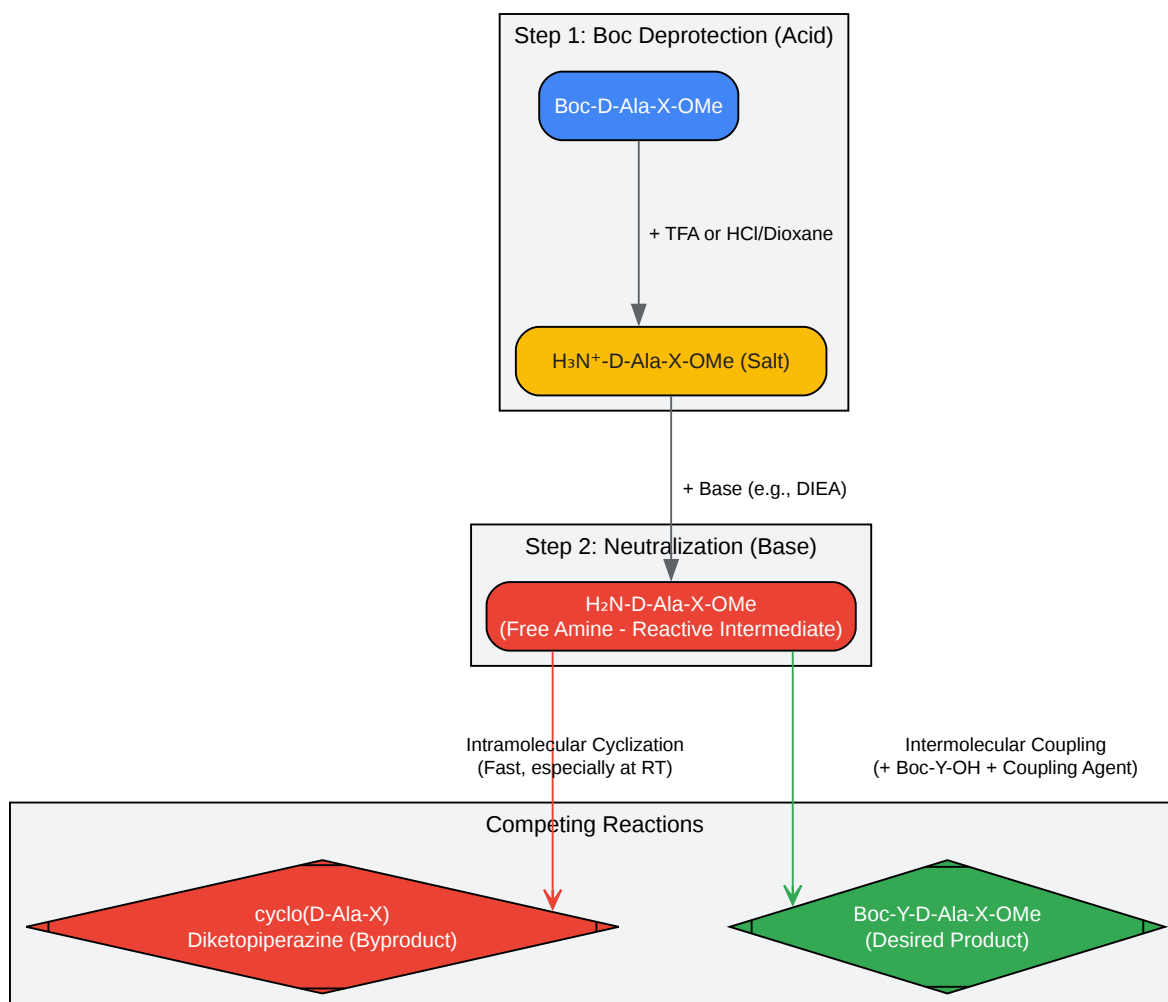 Step 1: Boc Deprotection (Acid)
Boc-D-Ala-X-OMe
+ TFA or HCl/Dioxane
H₃N⁺-D-Ala-X-OMe (Salt)
+ Base (e.g., DIEA)
Step 2: Neutralization (Base)
H₂N-D-Ala-X-OMe
(Free Amine - Reactive Intermediate)
Intramolecular Cyclization
(Fast, especially at RT)
Intermolecular Coupling
(+ Boc-Y-OH + Coupling Agent)
Competing Reactions
cyclo(D-Ala-X)
Diketopiperazine (Byproduct)
Boc-Y-D-Ala-X-OMe
(Desired Product)